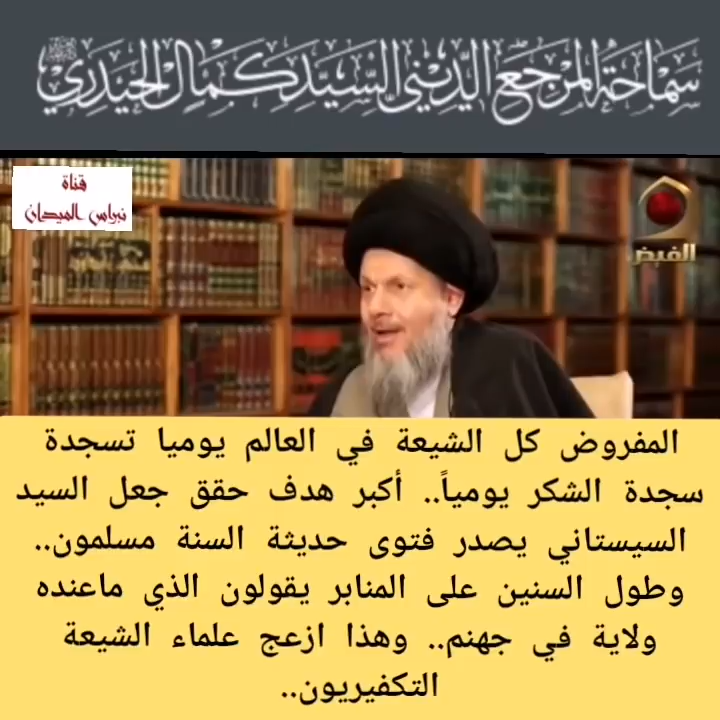 سماحة المرجع الديني السيد كمال الحيدري
قناة
نبراس الميدان
المفروض كل الشيعة في العالم يوميا تسجدة
سجدة الشكر يومياً.. أكبر هدف حقق جعل السيد
السيستاني يصدر فتوى حديثة السنة مسلمون..
وطول السنين على المنابر يقولون الذي ماعنده
ولاية في جهنم.. وهذا ازعج علماء الشيعة
التكفيريون..